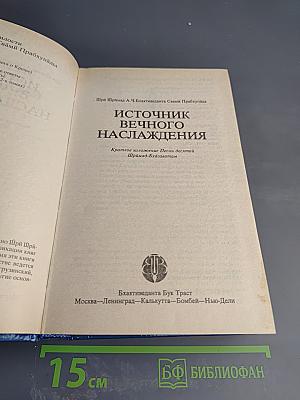 Шри Шримад А.Ч.Бхактиведанта Свами Прабхупада
ИСТОЧНИК
ВЕЧНОГО
НАСЛАЖДЕНИЯ
Краткое изложение Песни десятой
Шримад-Бхагаватам
Бхактиведанта Бук Траст
Москва—Ленинград—Калькутта—Бомбей—Нью-Дели
15 см
БФ БИБЛИОФАН